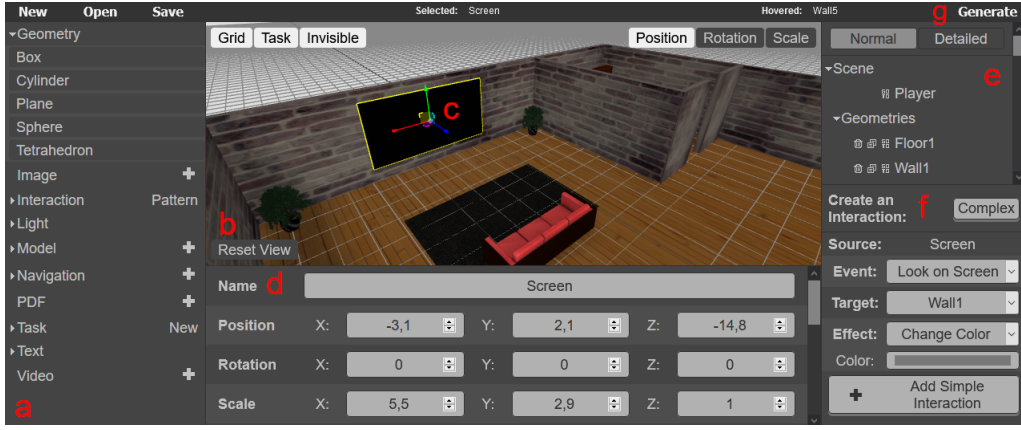 New Open Save Selected: Screen Hovered: Wall5 g Generate
Geometry
Box
Cylinder
Plane
Sphere
Tetrahedron
Image
Interaction Pattern
Light
Model
Navigation
PDF
Task New
Text
Video
a
Grid Task Invisible Position Rotation Scale
c
b
Reset View
Name d Screen
Position X: -3,1 Y: 2,1 Z: -14,8
Rotation X: 0 Y: 0 Z: 0
Scale X: 5,5 Y: 2,9 Z: 1
Normal Detailed
Scene e
Player
Geometries
Floor1
Wall1
Create an
Interaction: f Complex
Source: Screen
Event: Look on Screen
Target: Wall1
Effect: Change Color
Color:
Add Simple
Interaction